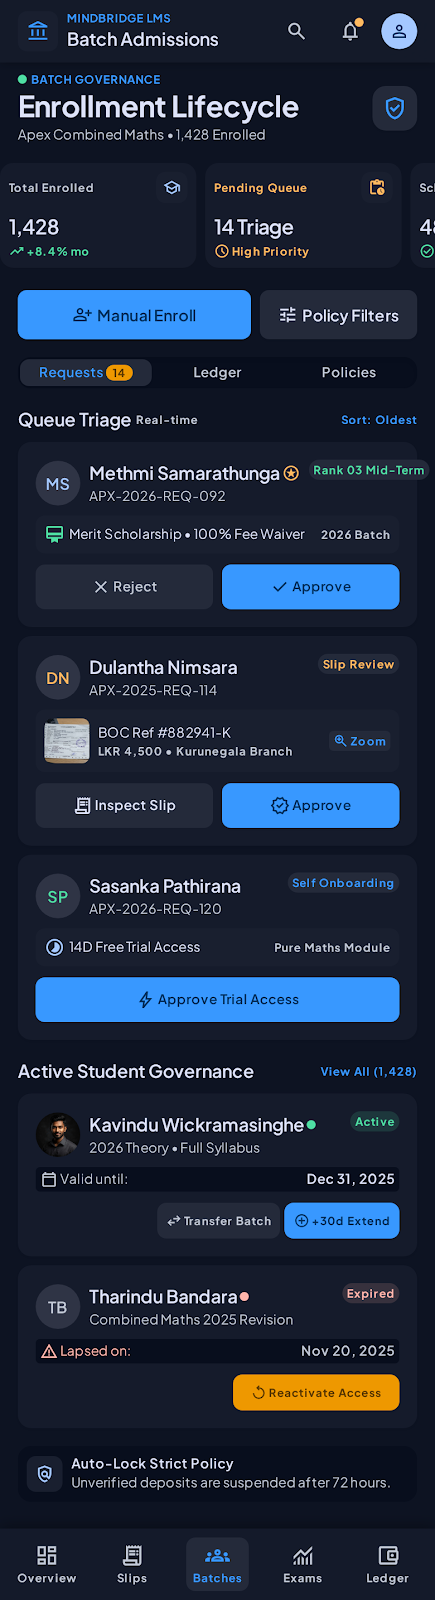 MINDBRIDGE LMS
Batch Admissions
BATCH GOVERNANCE
Enrollment Lifecycle
Apex Combined Maths • 1,428 Enrolled
Total Enrolled
1,428
+8.4% mo
Pending Queue
14 Triage
High Priority
Manual Enroll
Policy Filters
Requests 14
Ledger
Policies
Queue Triage Real-time
Sort: Oldest
Methmi Samarathunga
Rank 03 Mid-Term
MS
APX-2026-REQ-092
Merit Scholarship • 100% Fee Waiver
2026 Batch
Reject
Approve
Dulantha Nimsara
Slip Review
DN
APX-2025-REQ-114
BOC Ref #882941-K
LKR 4,500 • Kurunegala Branch
Zoom
Inspect Slip
Approve
Sasanka Pathirana
Self Onboarding
SP
APX-2026-REQ-120
14D Free Trial Access
Pure Maths Module
Approve Trial Access
Active Student Governance
View All (1,428)
Kavindu Wickramasinghe
Active
2026 Theory • Full Syllabus
Valid until:
Dec 31, 2025
Transfer Batch
+30d Extend
Tharindu Bandara
Expired
TB
Combined Maths 2025 Revision
Lapsed on:
Nov 20, 2025
Reactivate Access
Auto-Lock Strict Policy
Unverified deposits are suspended after 72 hours.
Overview
Slips
Batches
Exams
Ledger